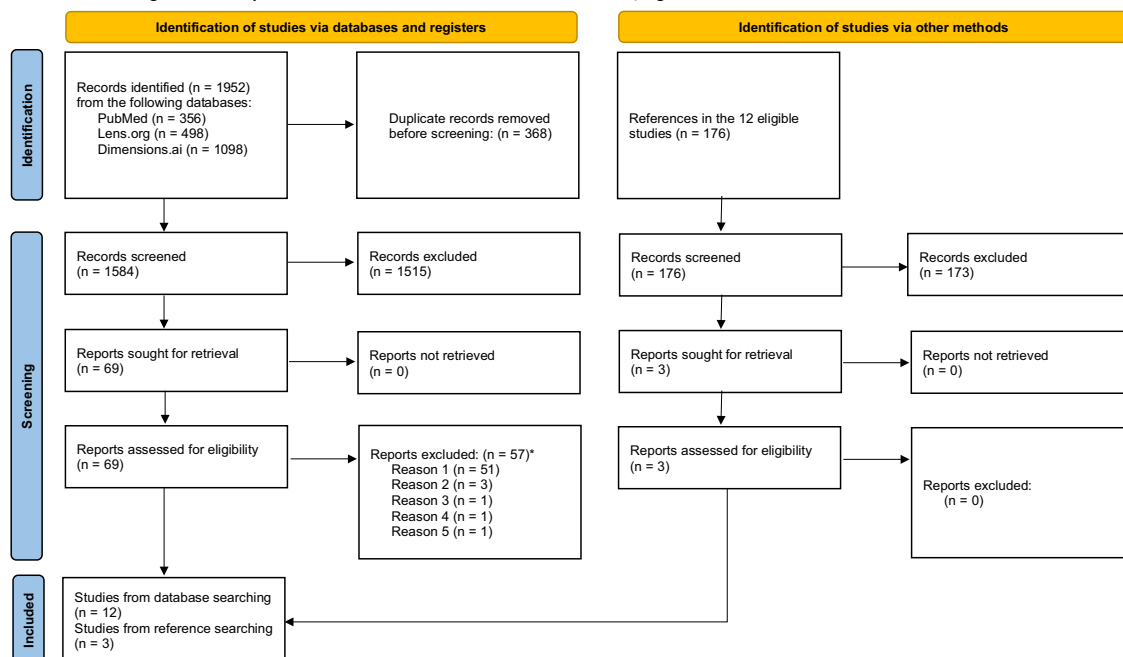 Identification of studies via databases and registers
Identification of studies via other methods
Identification
Records identified (n = 1952)
from the following databases:
PubMed (n = 356)
Lens.org (n = 498)
Dimensions.ai (n = 1098)
Duplicate records removed
before screening: (n = 368)
References in the 12 eligible
studies (n = 176)
Screening
Records screened
(n = 1584)
Records excluded
(n = 1515)
Records screened
(n = 176)
Records excluded
(n = 173)
Reports sought for retrieval
(n = 69)
Reports not retrieved
(n = 0)
Reports sought for retrieval
(n = 3)
Reports not retrieved
(n = 0)
Reports assessed for eligibility
(n = 69)
Reports excluded: (n = 57)*
Reason 1 (n = 51)
Reason 2 (n = 3)
Reason 3 (n = 1)
Reason 4 (n = 1)
Reason 5 (n = 1)
Reports assessed for eligibility
(n = 3)
Reports excluded:
(n = 0)
Included
Studies from database searching
(n = 12)
Studies from reference searching
(n = 3)